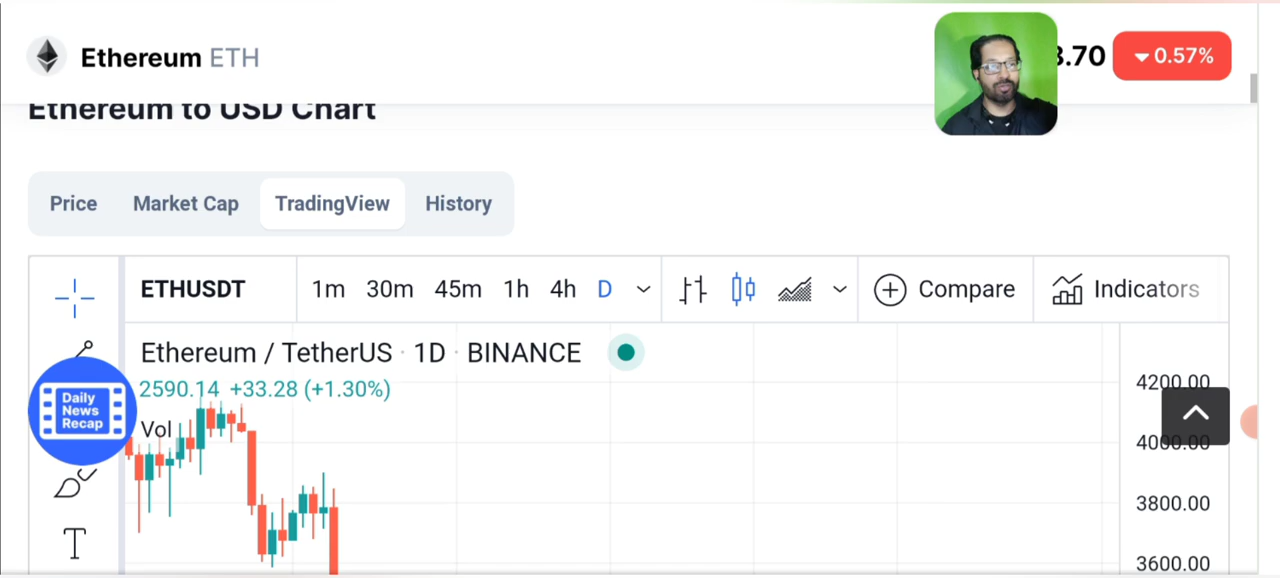 Ethereum ETH
3.70
0.57%
Ethereum to USD Chart
Price Market Cap TradingView History
ETHUSDT 1m 30m 45m 1h 4h D Compare Indicators
Ethereum / TetherUS · 1D · BINANCE
2590.14 +33.28 (+1.30%)
Vol
Daily
News
Recap
T
4200.00
4000.00
3800.00
3600.00